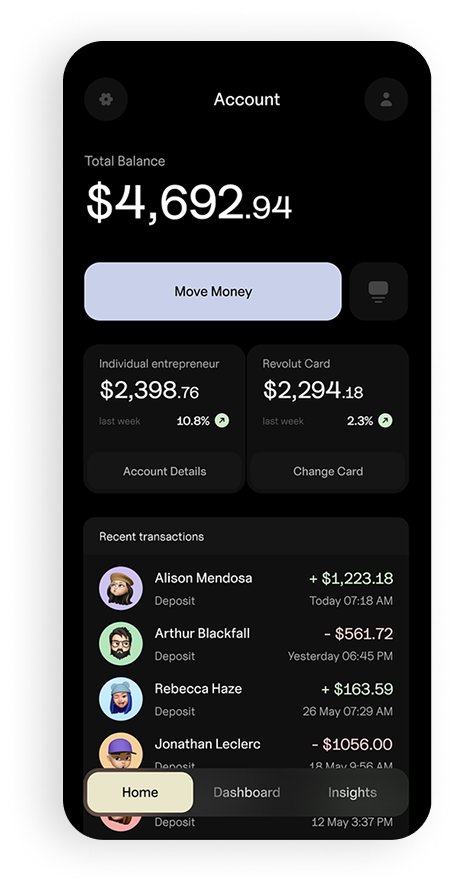 Account
Total Balance
$4,692.94
Move Money
Individual entrepreneur
$2,398.76
last week 10.8%
Account Details
Revolut Card
$2,294.18
last week 2.3%
Change Card
Recent transactions
Alison Mendosa + $1,223.18
Deposit Today 07:18 AM
Arthur Blackfall - $561.72
Deposit Yesterday 06:45 PM
Rebecca Haze + $163.59
Deposit 26 May 07:29 AM
Jonathan Leclerc - $1056.00
Deposit 18 May 9:56 AM
Home Dashboard Insights
Deposit 12 May 3:37 PM